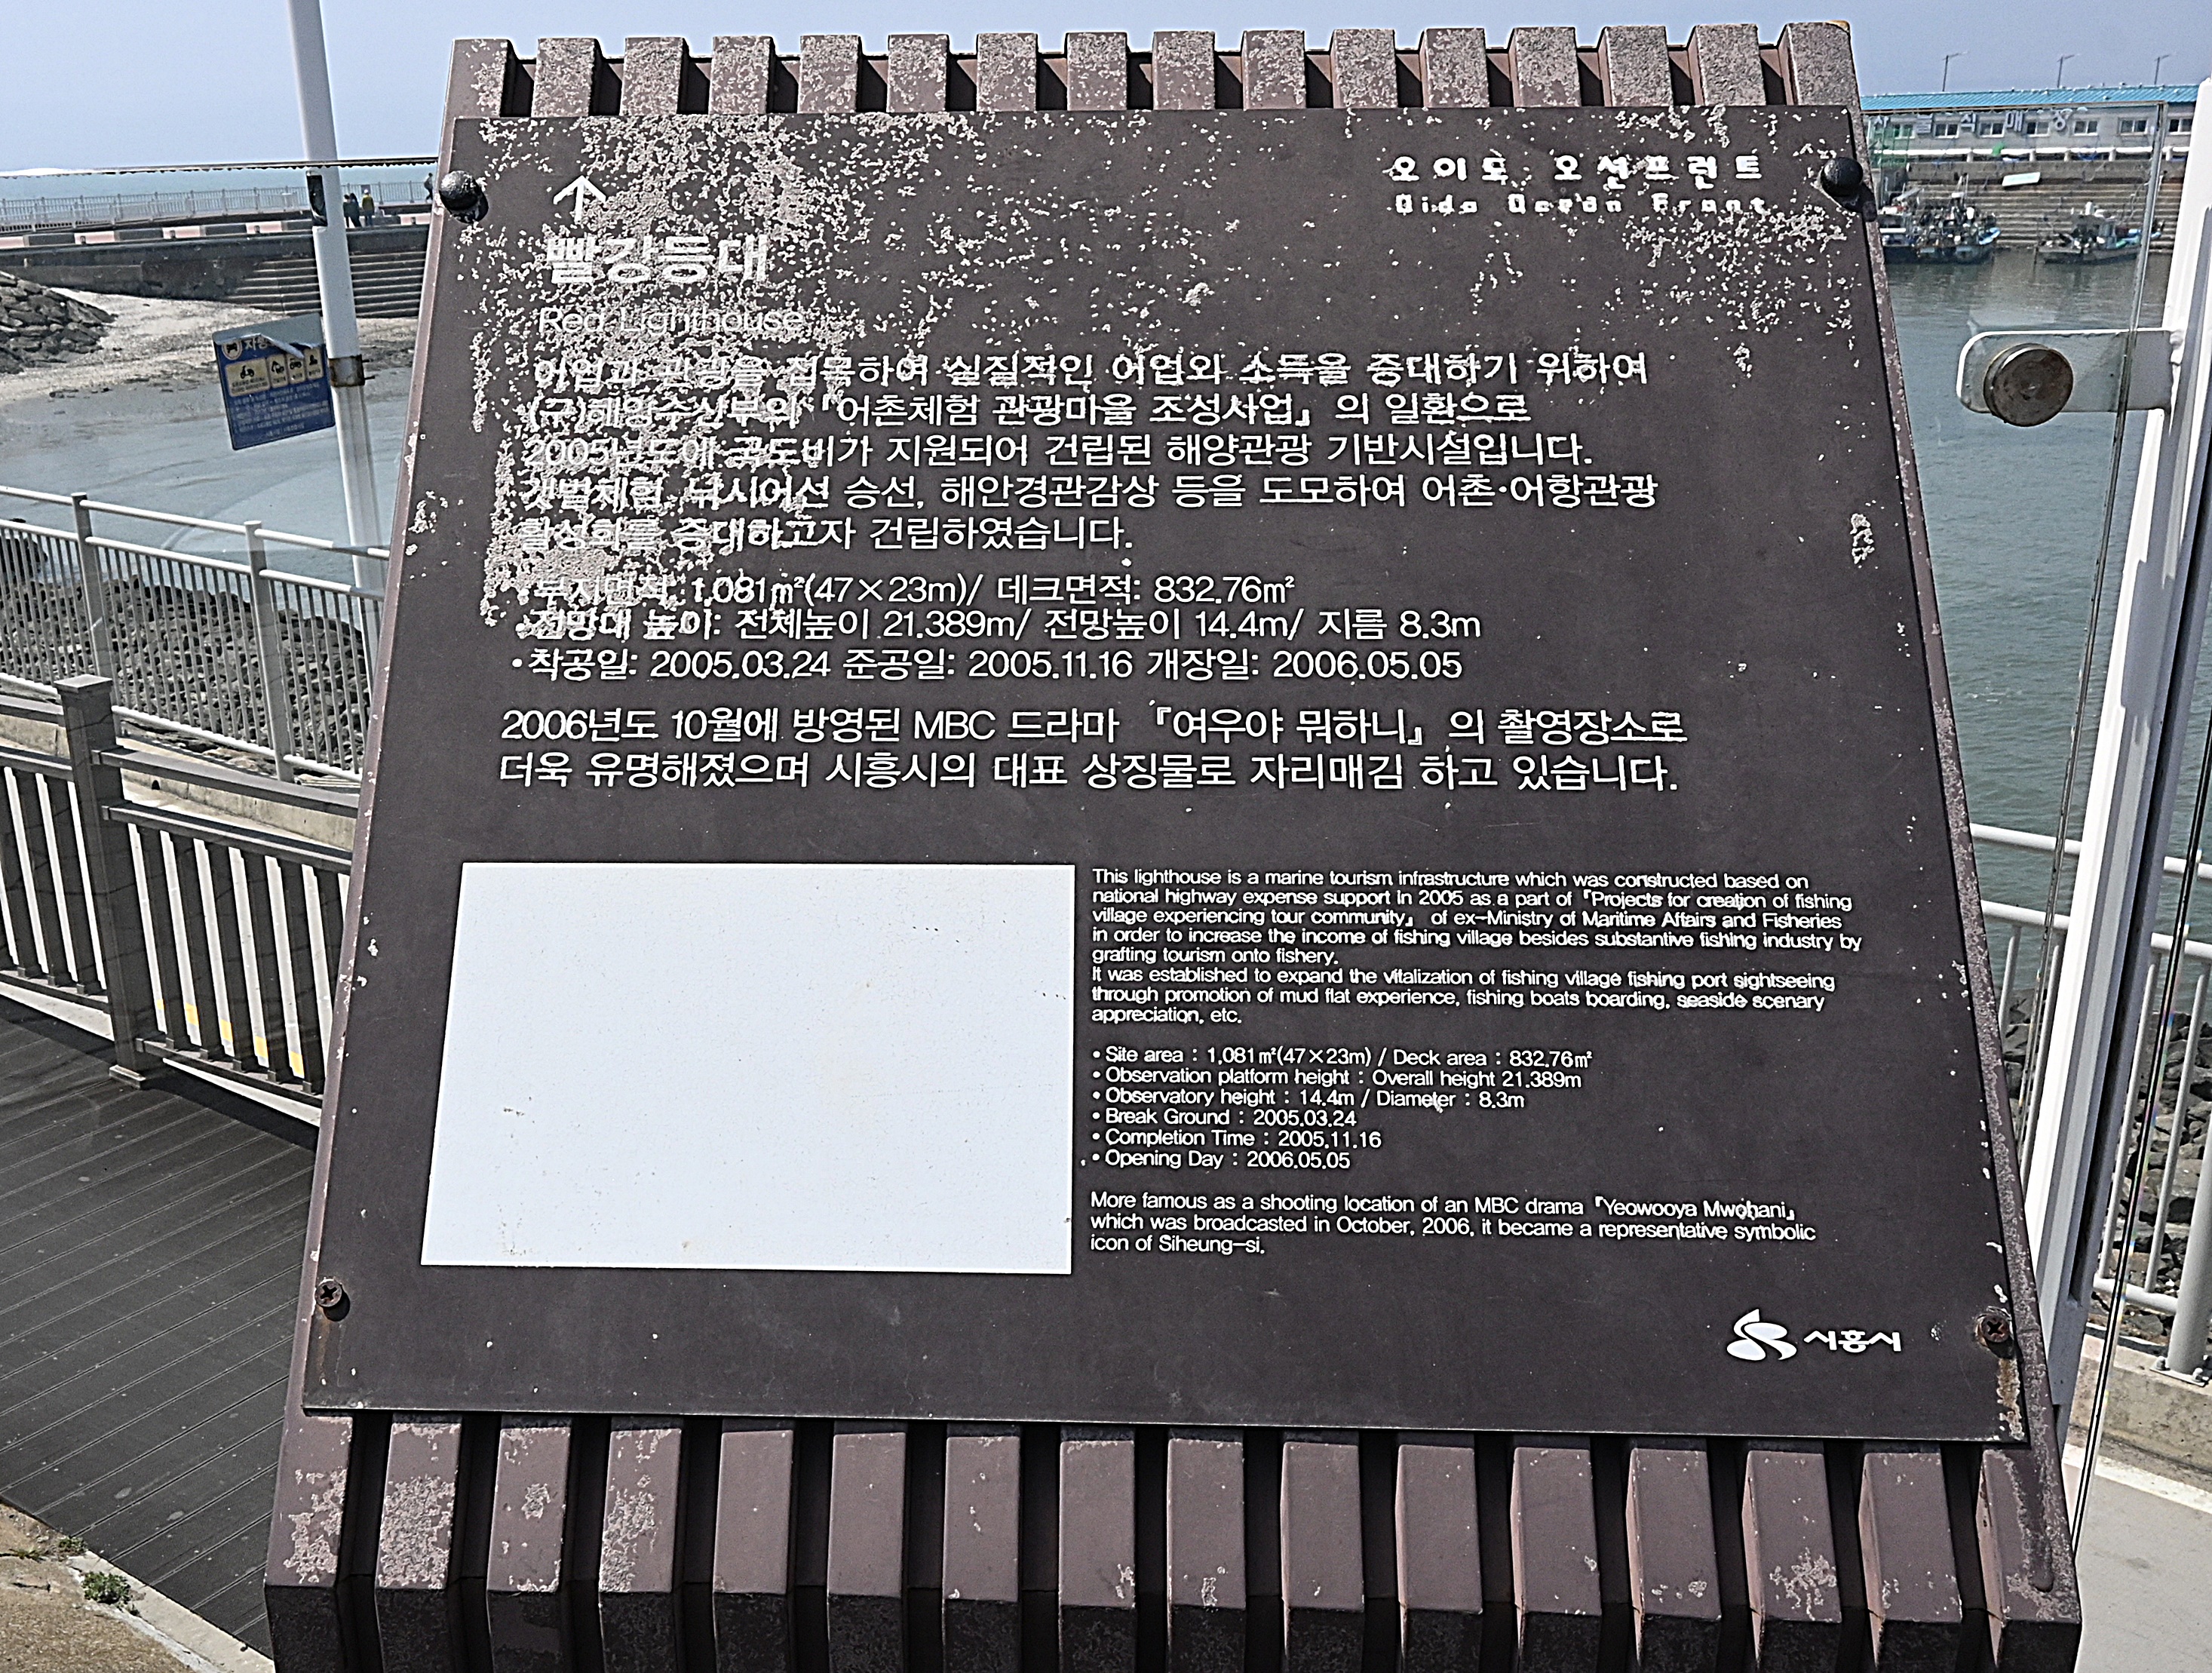 오이도 오션프런트
Oido Ocean Front
빨강등대
Red Lighthouse
어업과 관광을 접목하여 실질적인 어업외 소득을 증대하기 위하여
(구)해양수산부의 『어촌체험 관광마을 조성사업』의 일환으로
2005년도에 국도비가 지원되어 건립된 해양관광 기반시설입니다.
갯벌체험, 낚시어선 승선, 해안경관감상 등을 도모하여 어촌·어항관광
활성화를 증대하고자 건립하였습니다.
•부지면적: 1,081㎡(47×23m)/ 데크면적: 832.76㎡
•전망대 높이: 전체높이 21.389m/ 전망높이 14.4m/ 지름 8.3m
•착공일: 2005.03.24 준공일: 2005.11.16 개장일: 2006.05.05
2006년도 10월에 방영된 MBC 드라마 『여우야 뭐하니』의 촬영장소로
더욱 유명해졌으며 시흥시의 대표 상징물로 자리매김 하고 있습니다.
This lighthouse is a marine tourism infrastructure which was constructed based on
national highway expense support in 2005 as a part of 『Projects for creation of fishing
village experiencing tour community』 of ex-Ministry of Maritime Affairs and Fisheries
in order to increase the income of fishing village besides substantive fishing industry by
grafting tourism onto fishery.
It was established to expand the vitalization of fishing village fishing port sightseeing
through promotion of mud flat experience, fishing boats boarding, seaside scenary
appreciation, etc.
• Site area : 1,081㎡(47×23m) / Deck area : 832.76㎡
• Observation platform height : Overall height 21.389m
• Observatory height : 14.4m / Diameter : 8.3m
• Break Ground : 2005.03.24
• Completion Time : 2005.11.16
• Opening Day : 2006.05.05
More famous as a shooting location of an MBC drama 『Yeowooya Mwohani』
which was broadcasted in October, 2006, it became a representative symbolic
icon of Siheung-si.
시흥시